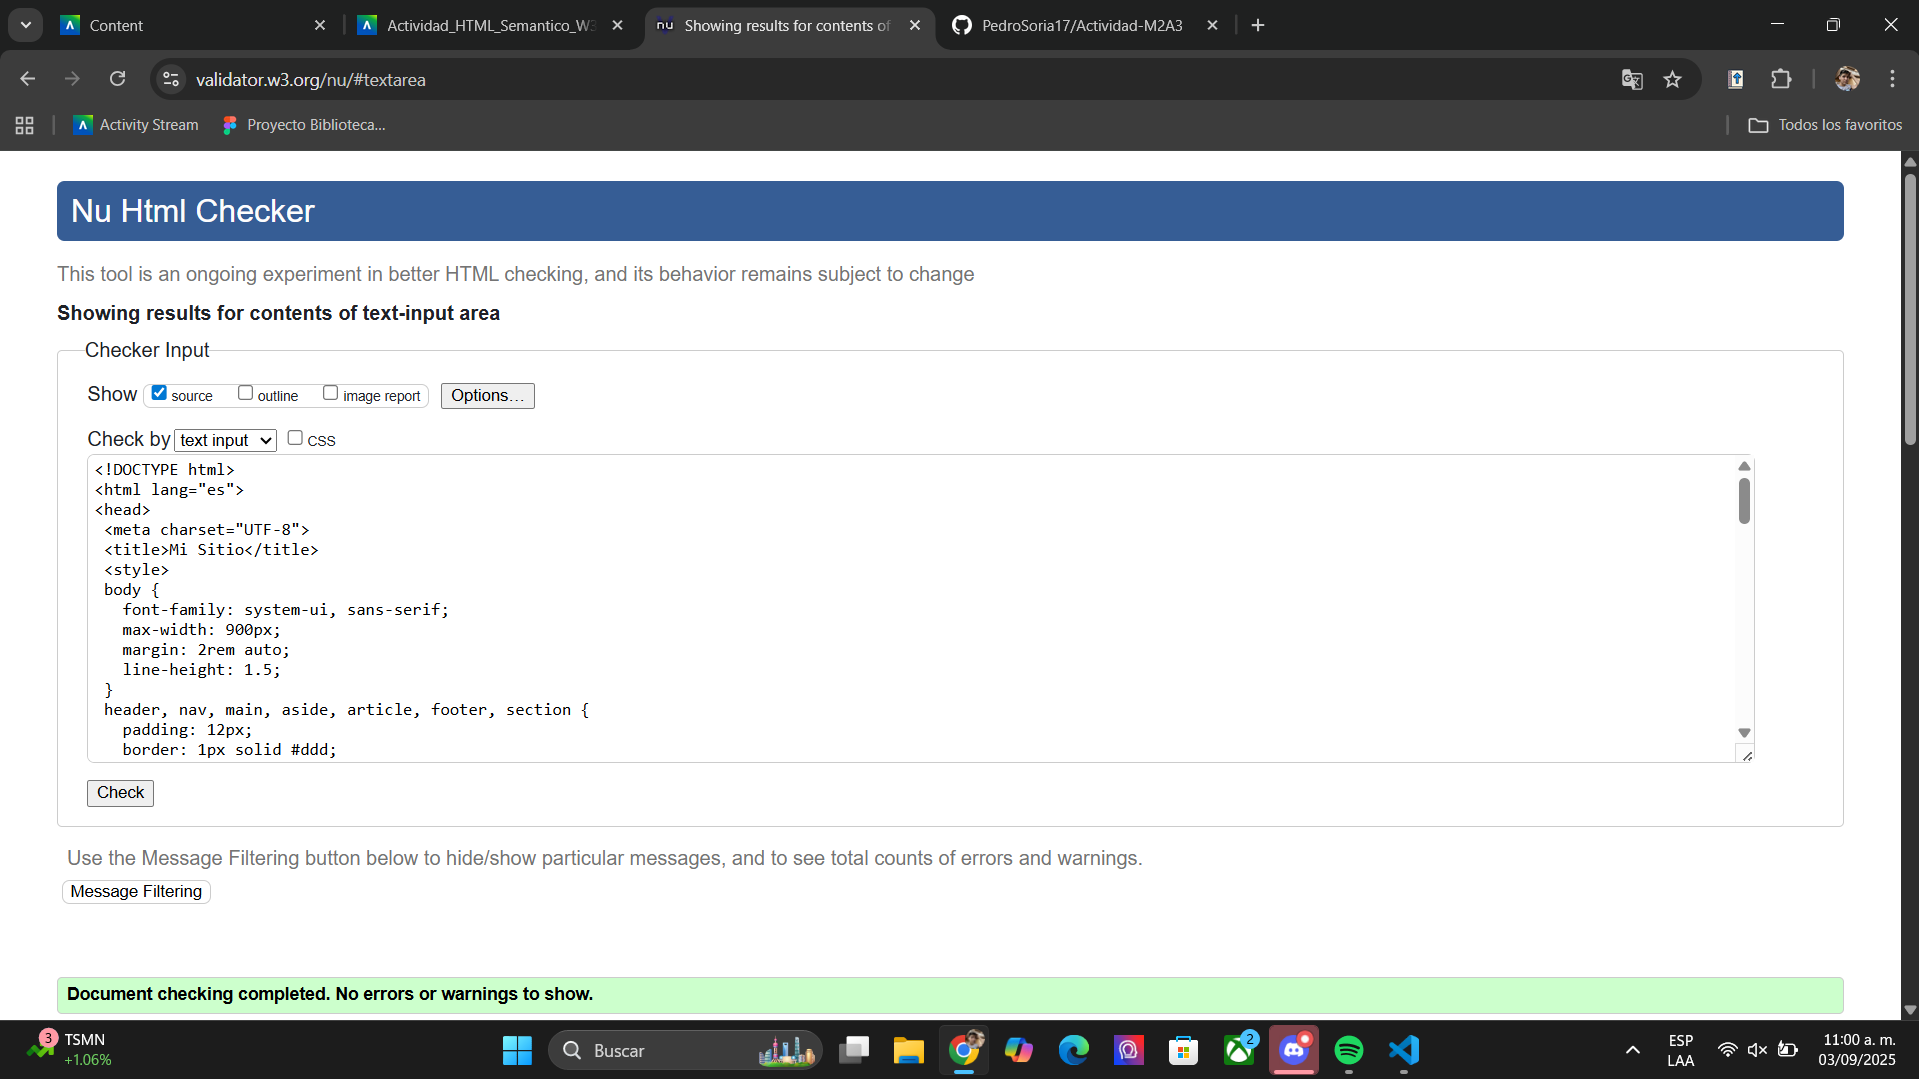 Content
Actividad_HTML_Semantico_W3
nu
Showing results for contents of
PedroSoria17/Actividad-M2A3
validator.w3.org/nu/#textarea
Activity Stream
Proyecto Biblioteca...
Todos los favoritos
Nu Html Checker
This tool is an ongoing experiment in better HTML checking, and its behavior remains subject to change
Showing results for contents of text-input area
Checker Input
Show source outline image report Options...
Check by text input CSS
<!DOCTYPE html>
<html lang="es">
<head>
<meta charset="UTF-8">
<title>Mi Sitio</title>
<style>
body {
font-family: system-ui, sans-serif;
max-width: 900px;
margin: 2rem auto;
line-height: 1.5;
}
header, nav, main, aside, article, footer, section {
padding: 12px;
border: 1px solid #ddd;
Check
Use the Message Filtering button below to hide/show particular messages, and to see total counts of errors and warnings.
Message Filtering
Document checking completed. No errors or warnings to show.
3
TSMN
+1.06%
Buscar
2
ESP
LAA
11:00 a. m.
03/09/2025